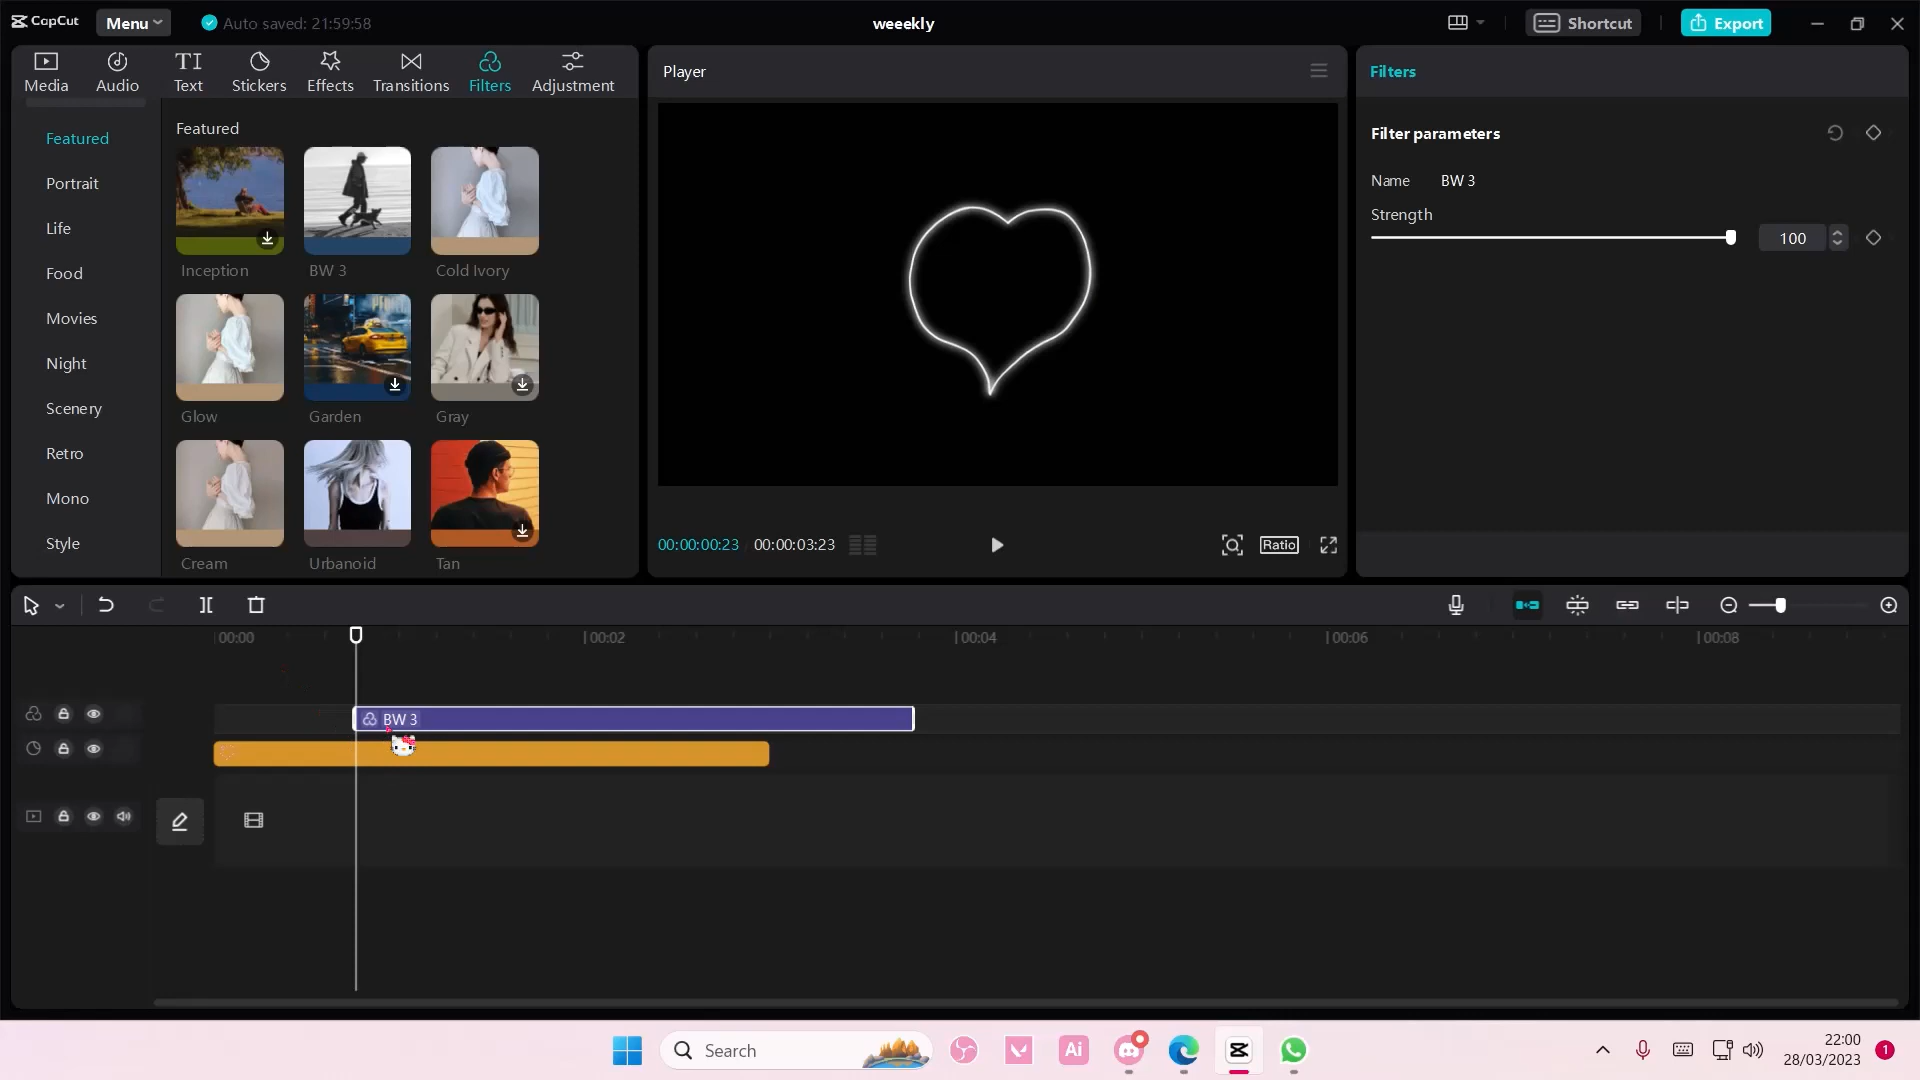 CapCut
Menu
Auto saved: 21:59:58
weeekly
Shortcut
Export
Media
Audio
TI
Text
Stickers
Effects
Transitions
Filters
Adjustment
Featured
Portrait
Life
Food
Movies
Night
Scenery
Retro
Mono
Style
Featured
Inception
BW 3
Cold Ivory
Glow
Garden
Gray
Cream
Urbanoid
Tan
Player
00:00:00:23
00:00:03:23
Ratio
Filters
Filter parameters
Name BW 3
Strength
100
00:00
00:02
00:04
00:06
00:08
BW 3
Search
Ai
22:00
28/03/2023
1